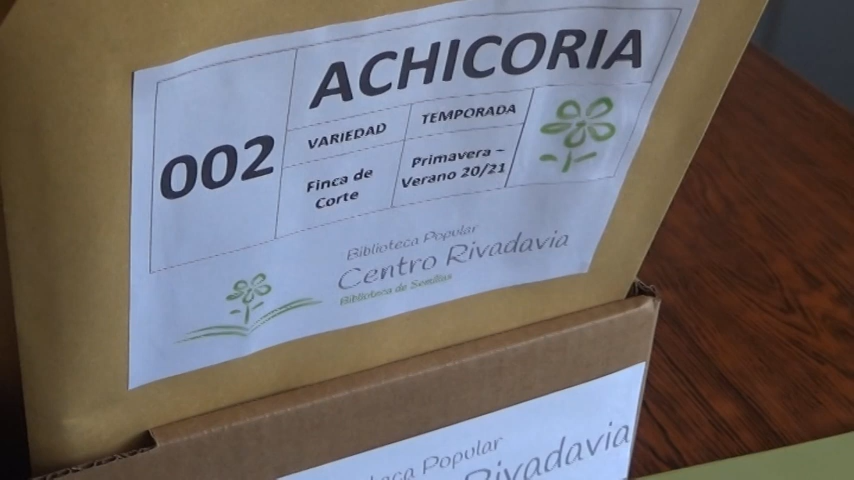 ACHICORIA
002
VARIEDAD
TEMPORADA
Finca de
Corte
Primavera –
Verano 20/21
Biblioteca Popular
Centro Rivadavia
Biblioteca de Semillas
Popular
Rivadavia